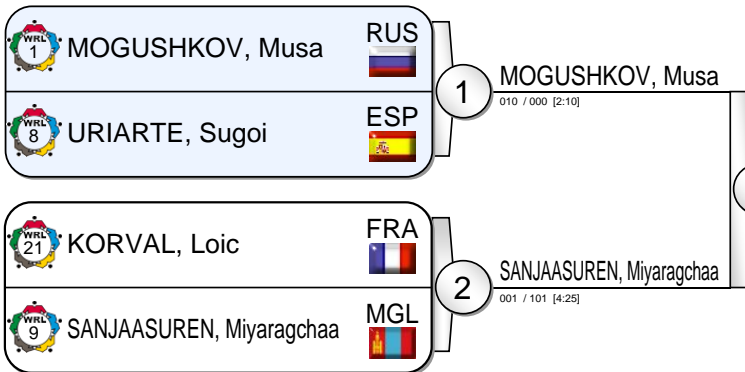 WRL
1
MOGUSHKOV, Musa
RUS
WRL
8
URIARTE, Sugoi
ESP
1
MOGUSHKOV, Musa
010 / 000 [2:10]
WRL
21
KORVAL, Loic
FRA
WRL
9
SANJAASUREN, Miyaragchaa
MGL
2
SANJAASUREN, Miyaragchaa
001 / 101 [4:25]